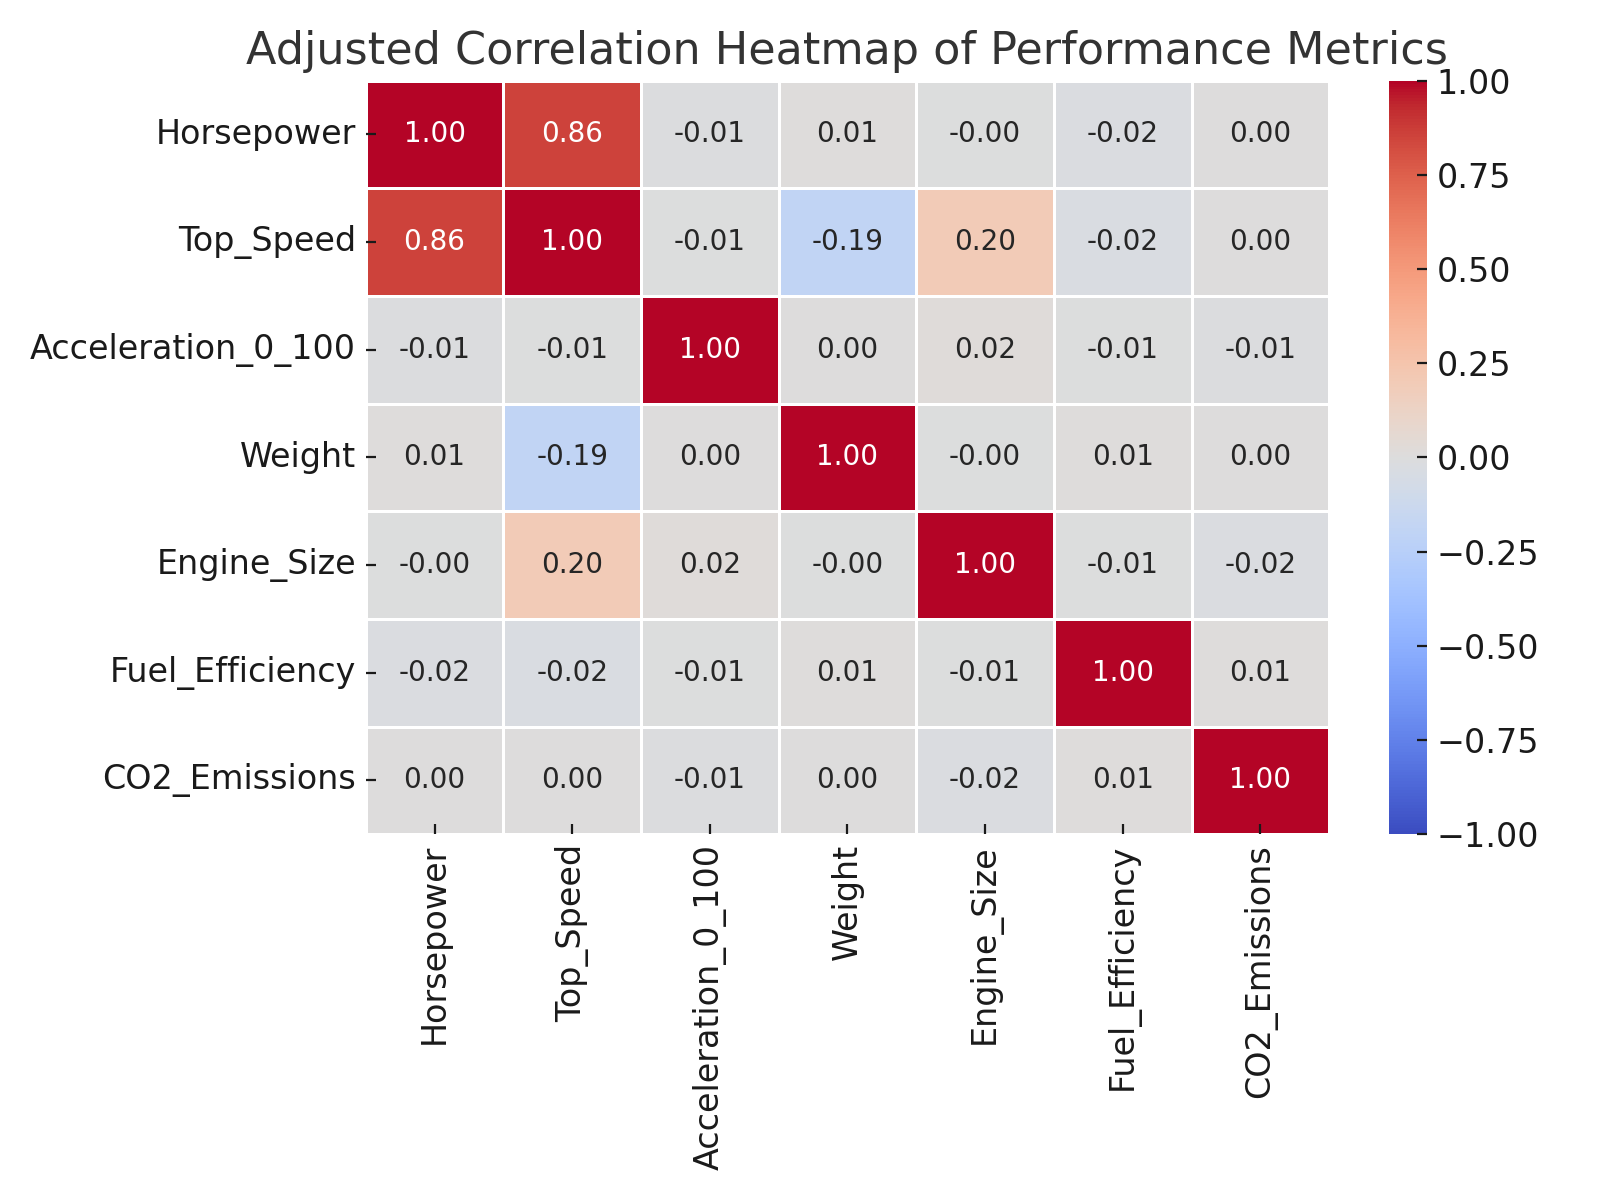 Adjusted Correlation Heatmap of Performance Metrics
Horsepower 1.00 0.86 -0.01 0.01 -0.00 -0.02 0.00
Top_Speed 0.86 1.00 -0.01 -0.19 0.20 -0.02 0.00
Acceleration_0_100 -0.01 -0.01 1.00 0.00 0.02 -0.01 -0.01
Weight 0.01 -0.19 0.00 1.00 -0.00 0.01 0.00
Engine_Size -0.00 0.20 0.02 -0.00 1.00 -0.01 -0.02
Fuel_Efficiency -0.02 -0.02 -0.01 0.01 -0.01 1.00 0.01
CO2_Emissions 0.00 0.00 -0.01 0.00 -0.02 0.01 1.00
Horsepower
Top_Speed
Acceleration_0_100
Weight
Engine_Size
Fuel_Efficiency
CO2_Emissions
1.00
0.75
0.50
0.25
0.00
−0.25
−0.50
−0.75
−1.00